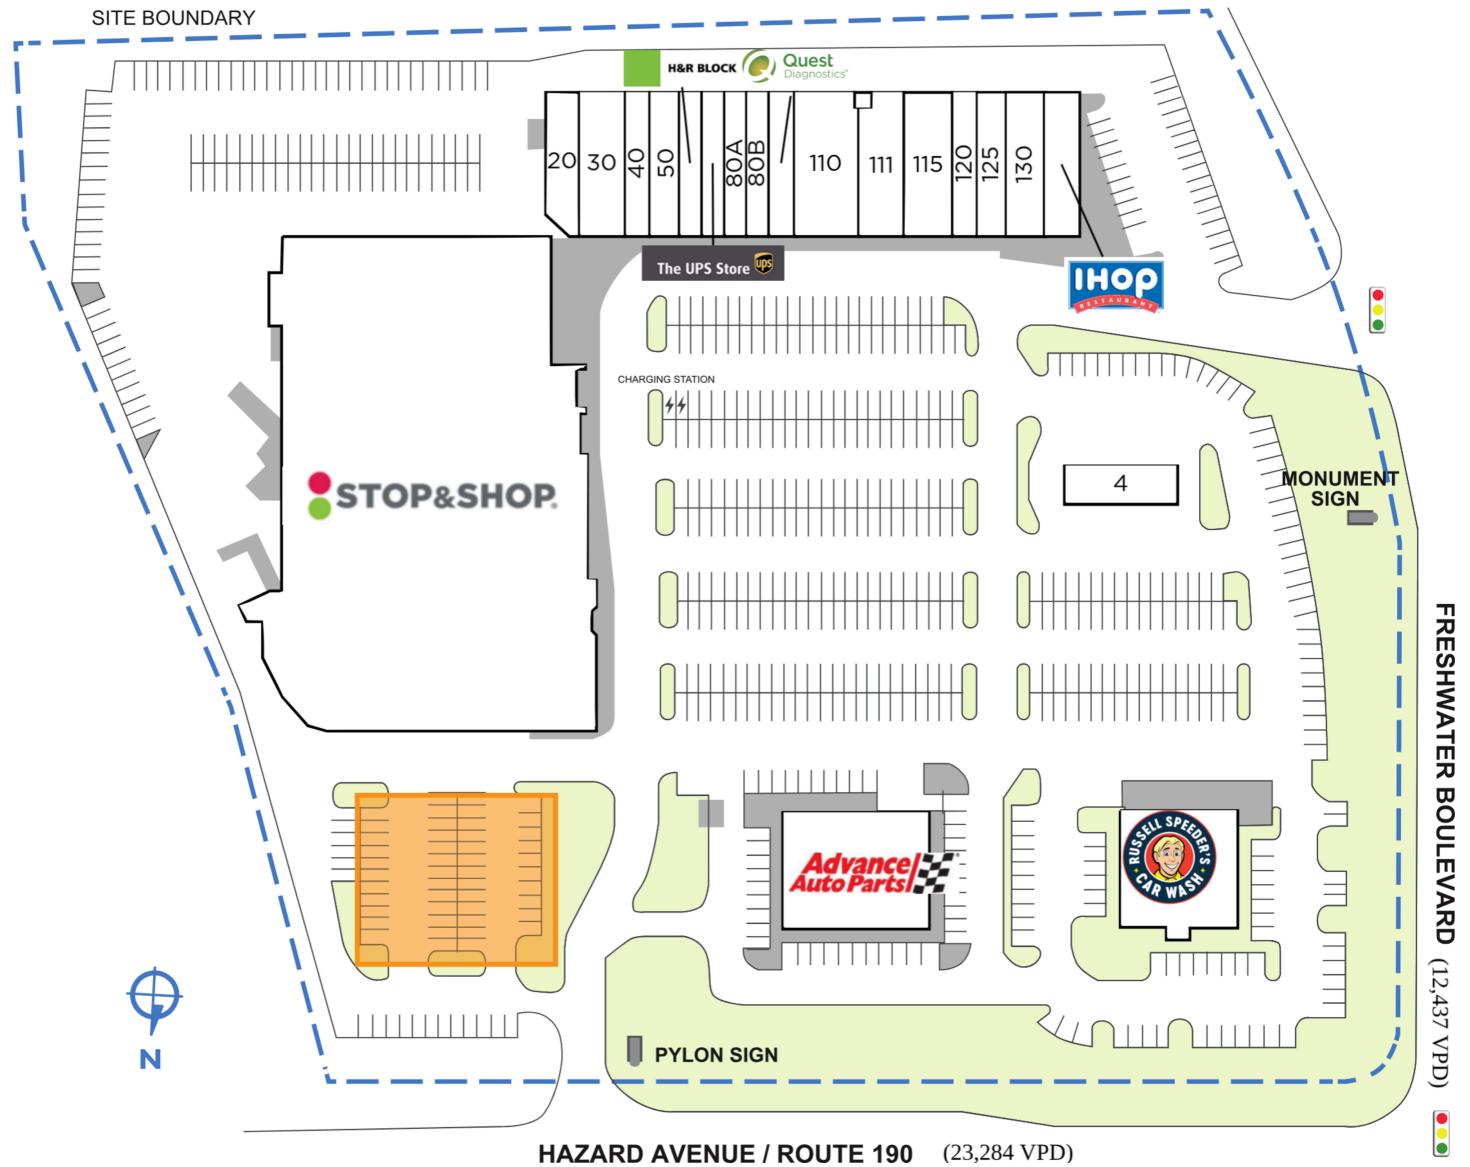 SITE BOUNDARY
H&R BLOCK
Quest
Diagnostics™
20
30
40
50
80A
80B
110
111
115
120
125
130
The UPS Store
ups
IHOP
RESTAURANT
CHARGING STATION
STOP&SHOP.
4
MONUMENT
SIGN
FRESHWATER BOULEVARD (12,437 VPD)
Advance
Auto Parts
RUSSELL SPEEDER'S
CAR WASH
N
PYLON SIGN
HAZARD AVENUE / ROUTE 190 (23,284 VPD)